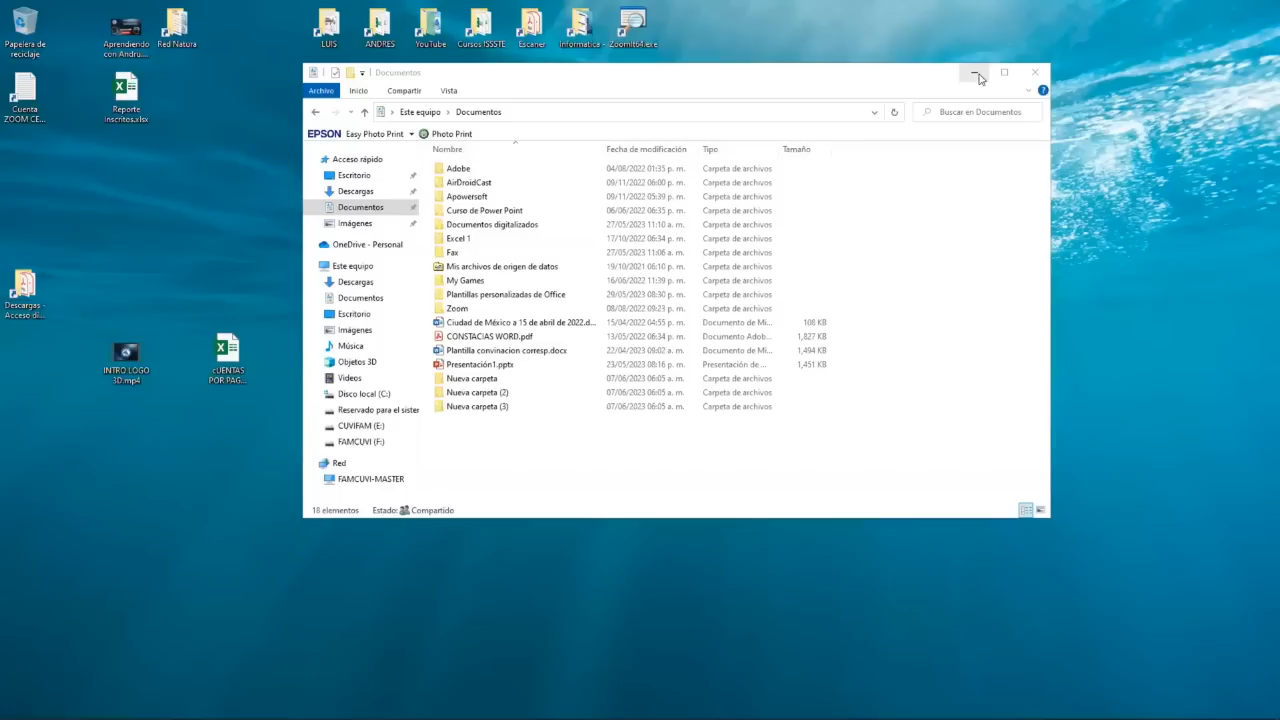 Papelera de
reciclaje
Aprendiendo
con Andru....
Red Natura
LUIS
ANDRES
YouTube
Cursos ISSSTE
Escaner
Informatica -
ZoomIt64.exe
Cuenta
ZOOM CE...
Reporte
inscritos.xlsx
Descargas -
Acceso di...
INTRO LOGO
3D.mp4
cUENTAS
POR PAG...
Documentos
Archivo
Inicio
Compartir
Vista
Este equipo > Documentos
Buscar en Documentos
EPSON Easy Photo Print Photo Print
Nombre Fecha de modificación Tipo Tamaño
Acceso rápido
Escritorio
Descargas
Documentos
Imágenes
OneDrive - Personal
Este equipo
Descargas
Documentos
Escritorio
Imágenes
Música
Objetos 3D
Videos
Disco local (C:)
Reservado para el sister
CUVIFAM (E:)
FAMCUVI (F:)
Red
FAMCUVI-MASTER
Adobe 04/08/2022 01:35 p. m. Carpeta de archivos
AirDroidCast 09/11/2022 06:00 p. m. Carpeta de archivos
Apowersoft 09/11/2022 05:39 p. m. Carpeta de archivos
Curso de Power Point 06/06/2022 06:35 p. m. Carpeta de archivos
Documentos digitalizados 27/05/2023 11:10 a. m. Carpeta de archivos
Excel 1 17/10/2022 06:34 p. m. Carpeta de archivos
Fax 27/05/2023 11:06 a. m. Carpeta de archivos
Mis archivos de origen de datos 19/10/2021 06:10 p. m. Carpeta de archivos
My Games 16/06/2022 11:39 p. m. Carpeta de archivos
Plantillas personalizadas de Office 29/05/2023 08:30 p. m. Carpeta de archivos
Zoom 08/08/2022 09:23 p. m. Carpeta de archivos
Ciudad de México a 15 de abril de 2022.d... 15/04/2022 04:55 p. m. Documento de Mi... 108 KB
CONSTACIAS WORD.pdf 13/05/2022 06:34 p. m. Documento Adob... 1,827 KB
Plantilla convinacion corresp.docx 22/04/2023 09:02 a. m. Documento de Mi... 1,494 KB
Presentación1.pptx 23/05/2023 08:16 p. m. Presentación de ... 1,451 KB
Nueva carpeta 07/06/2023 06:05 a. m. Carpeta de archivos
Nueva carpeta (2) 07/06/2023 06:05 a. m. Carpeta de archivos
Nueva carpeta (3) 07/06/2023 06:05 a. m. Carpeta de archivos
18 elementos Estado: Compartido